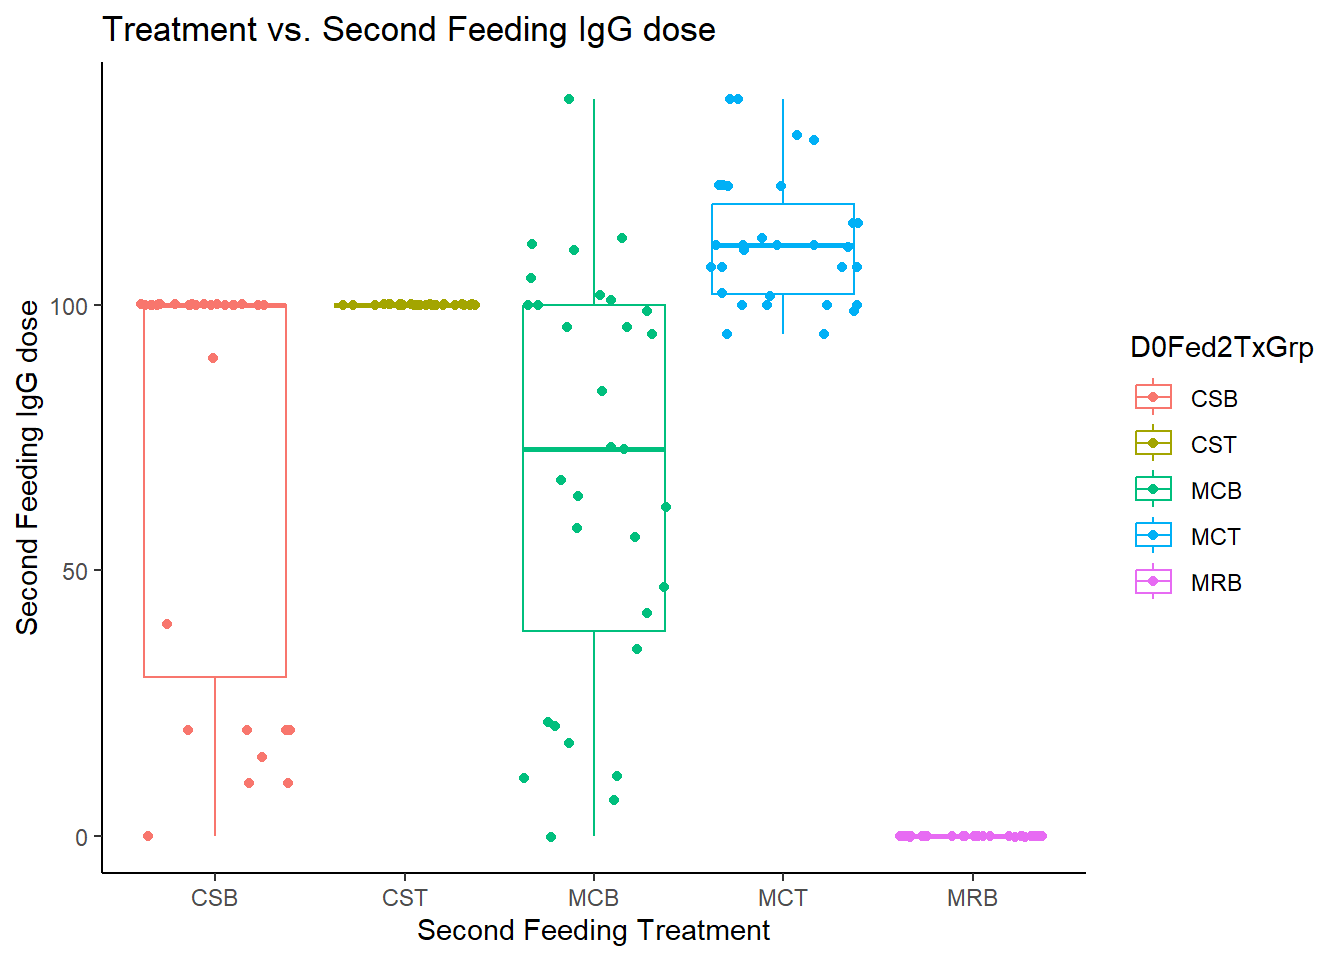 Treatment vs. Second Feeding IgG dose
Second Feeding IgG dose
100
50
0
CSB
CST
MCB
MCT
MRB
Second Feeding Treatment
D0Fed2TxGrp
CSB
CST
MCB
MCT
MRB